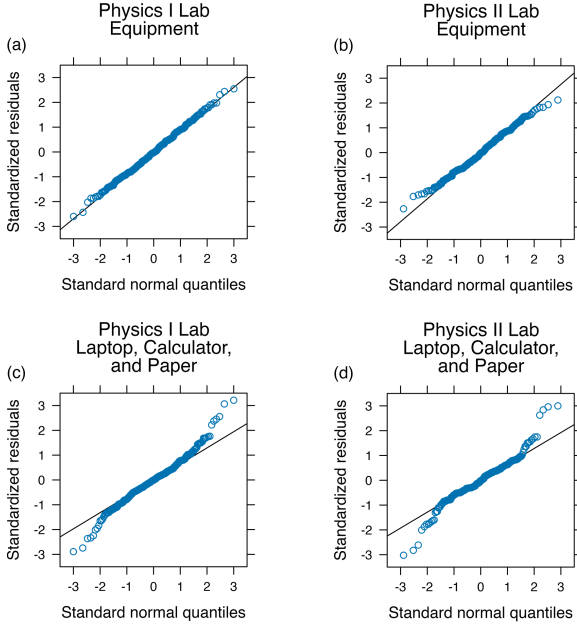 Physics I Lab
Equipment
(a)
Standardized residuals
3
2
1
0
-1
-2
-3
-3 -2 -1 0 1 2 3
Standard normal quantiles
Physics II Lab
Equipment
(b)
Standardized residuals
3
2
1
0
-1
-2
-3
-3 -2 -1 0 1 2 3
Standard normal quantiles
Physics I Lab
Laptop, Calculator,
and Paper
(c)
Standardized residuals
3
2
1
0
-1
-2
-3
-3 -2 -1 0 1 2 3
Standard normal quantiles
Physics II Lab
Laptop, Calculator,
and Paper
(d)
Standardized residuals
3
2
1
0
-1
-2
-3
-3 -2 -1 0 1 2 3
Standard normal quantiles